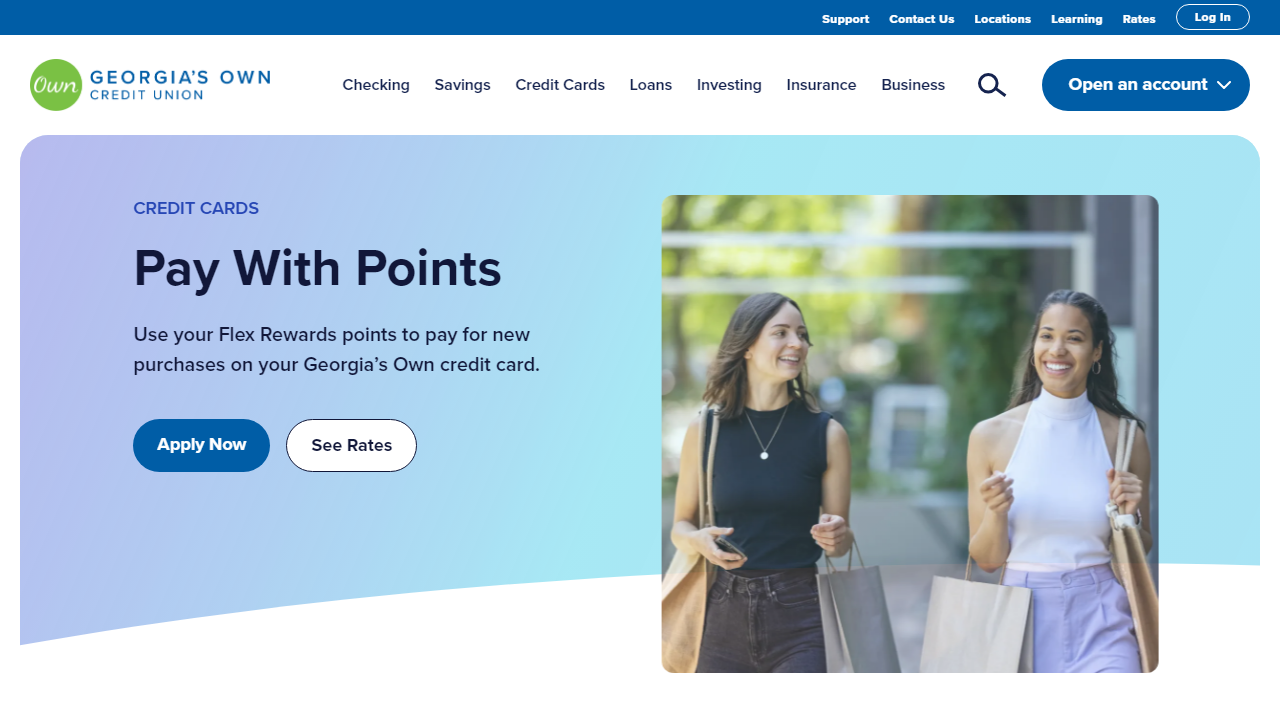 Support Contact Us Locations Learning Rates Log In
Own GEORGIA'S OWN
CREDIT UNION
Checking Savings Credit Cards Loans Investing Insurance Business Open an account
CREDIT CARDS
Pay With Points
Use your Flex Rewards points to pay for new
purchases on your Georgia’s Own credit card.
Apply Now See Rates